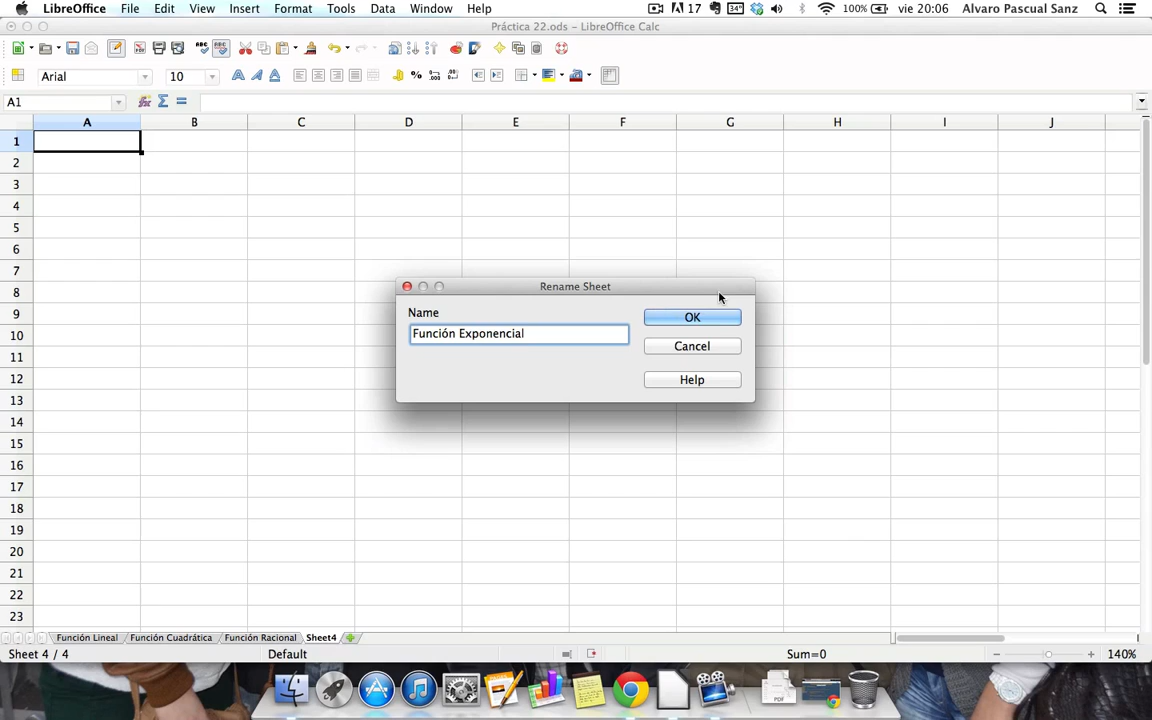 LibreOffice File Edit View Insert Format Tools Data Window Help 17 34° 100% vie 20:06 Alvaro Pascual Sanz
Práctica 22.ods – LibreOffice Calc
Arial 10
A1
A B C D E F G H I J
1
2
3
4
5
6
7
8
9
10
11
12
13
14
15
16
17
18
19
20
21
22
23
Rename Sheet
Name
Función Exponencial
OK
Cancel
Help
Función Lineal Función Cuadrática Función Racional Sheet4
Sheet 4 / 4 Default Sum=0 140%